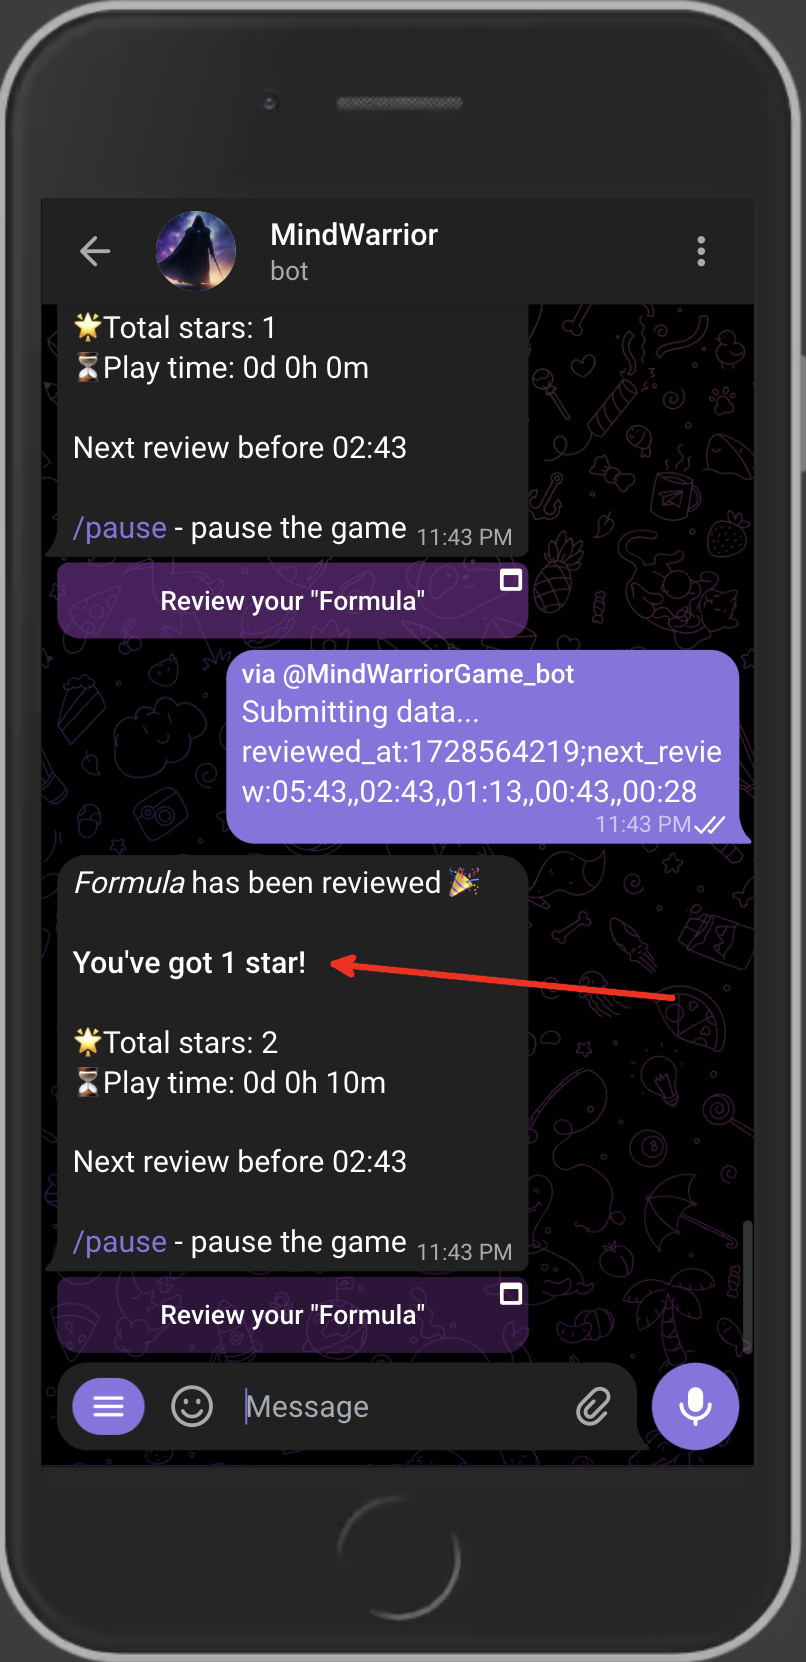 MindWarrior
bot
🌟Total stars: 1
⏳Play time: 0d 0h 0m
Next review before 02:43
/pause - pause the game 11:43 PM
Review your "Formula"
via @MindWarriorGame_bot
Submitting data...
reviewed_at:1728564219;next_revie
w:05:43,,02:43,,01:13,,00:43,,00:28
11:43 PM
Formula has been reviewed 🎉
You've got 1 star!
🌟Total stars: 2
⏳Play time: 0d 0h 10m
Next review before 02:43
/pause - pause the game 11:43 PM
Review your "Formula"
Message